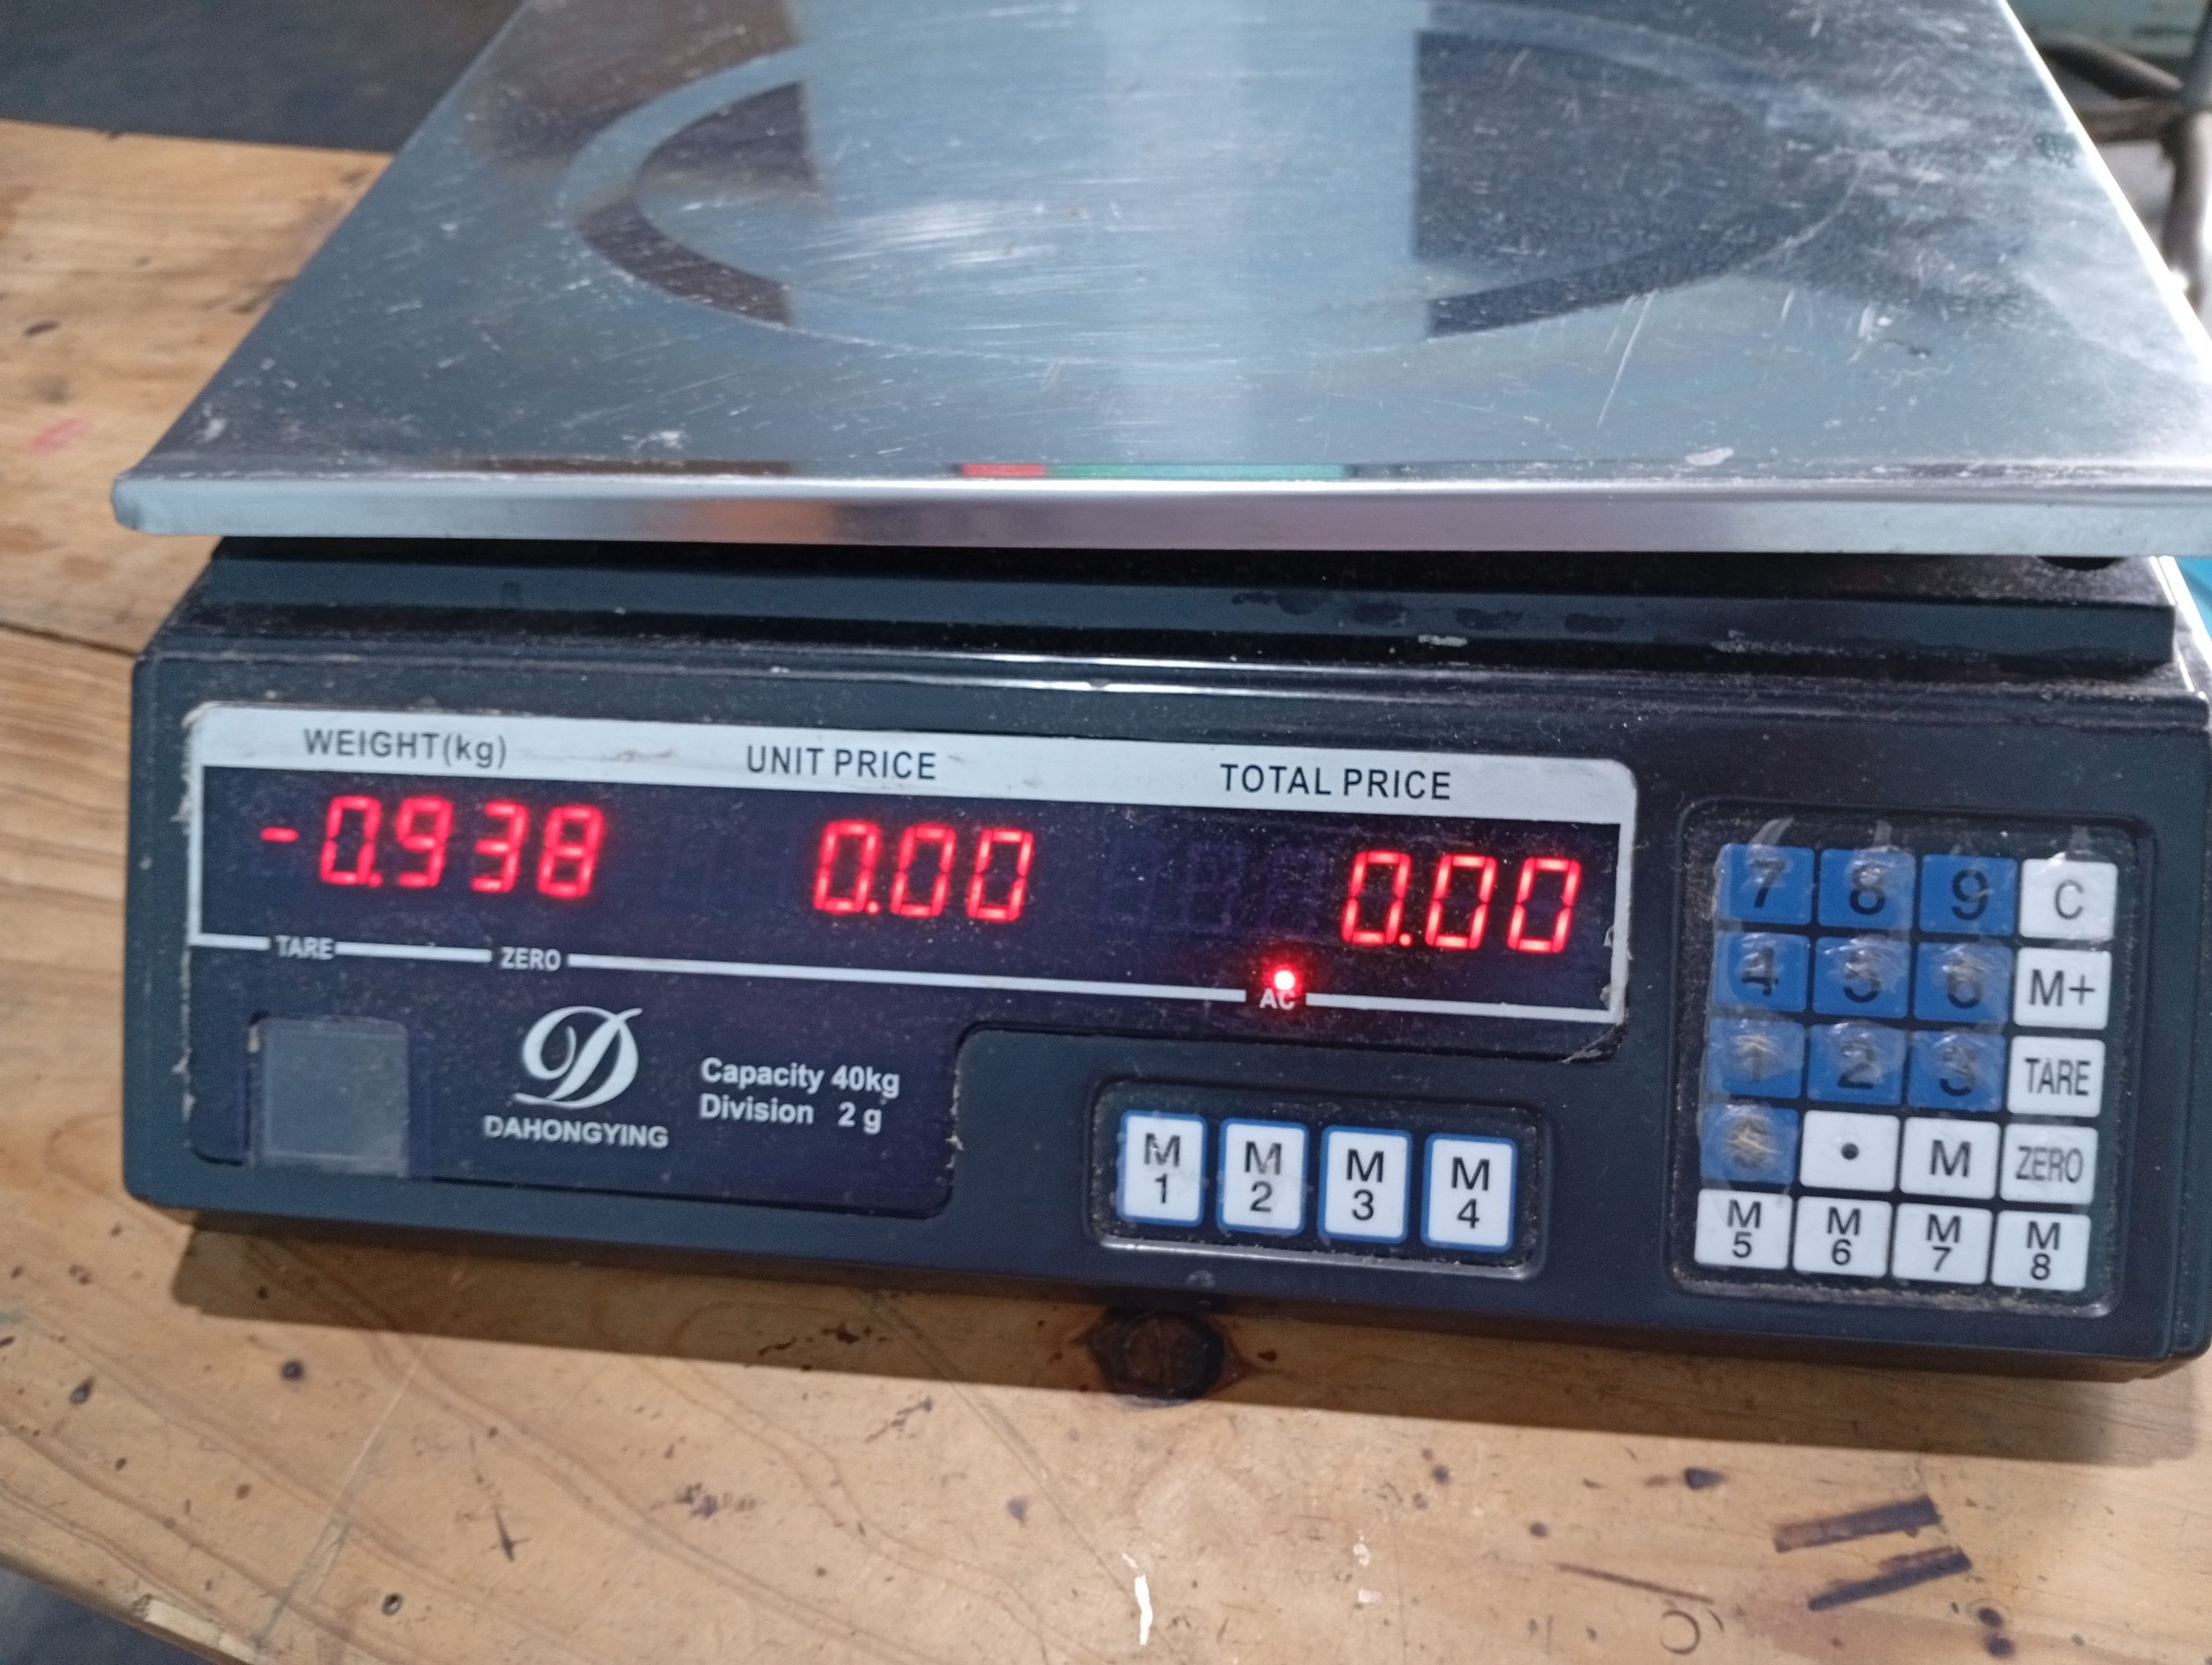 WEIGHT(kg) UNIT PRICE TOTAL PRICE
-0.938 0.00 0.00
TARE ZERO AC
D
DAHONGYING
Capacity 40kg
Division 2 g
M 1 M 2 M 3 M 4
7 8 9 C
4 5 6 M+
1 2 3 TARE
. M ZERO
M 5 M 6 M 7 M 8